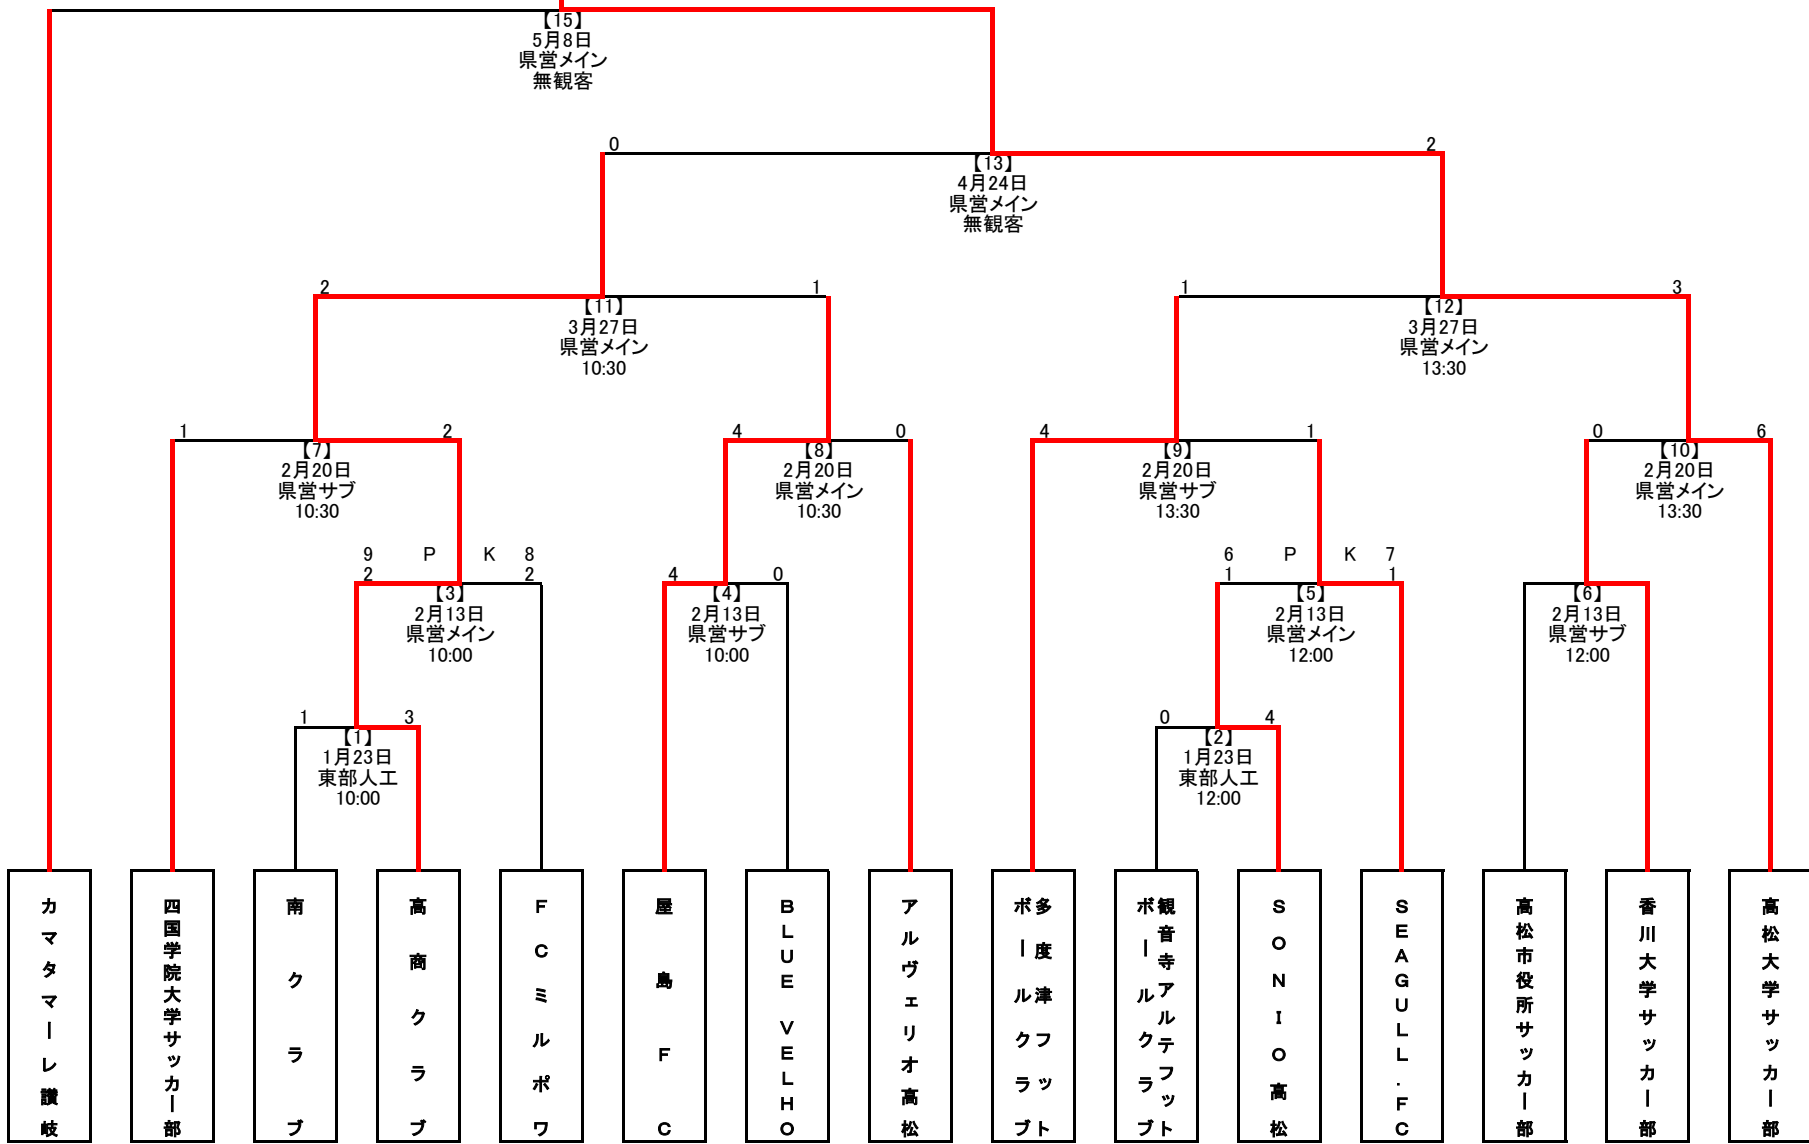 【15】
5月8日
県営メイン
無観客
0
2
【13】
4月24日
県営メイン
無観客
2
1
【11】
3月27日
県営メイン
10:30
1
3
【12】
3月27日
県営メイン
13:30
1
2
【7】
2月20日
県営サブ
10:30
4
0
【8】
2月20日
県営メイン
10:30
4
1
【9】
2月20日
県営サブ
13:30
0
6
【10】
2月20日
県営メイン
13:30
9 P K 8
2
2
【3】
2月13日
県営メイン
10:00
4
0
【4】
2月13日
県営サブ
10:00
6 P K 7
1
1
【5】
2月13日
県営メイン
12:00
【6】
2月13日
県営サブ
12:00
1
3
【1】
1月23日
東部人工
10:00
0
4
【2】
1月23日
東部人工
12:00
カマタマーレ讃岐
四国学院大学サッカー部
南クラブ
高商クラブ
FCミルポワ
屋島FC
BLUE VELHO
アルヴェリオ高松
多度津フット
ボールクラブ
観音寺アルテフット
ボールクラブ
SONIO高松
SEAGULL.FC
高松市役所サッカー部
香川大学サッカー部
高松大学サッカー部